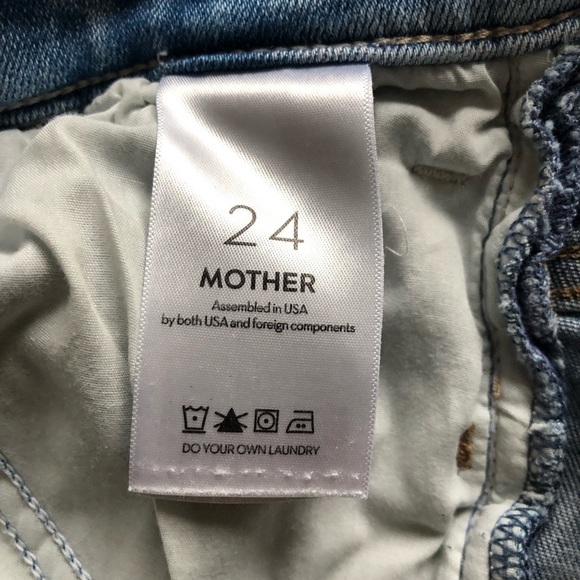 24
MOTHER
Assembled in USA
by both USA and foreign components
DO YOUR OWN LAUNDRY